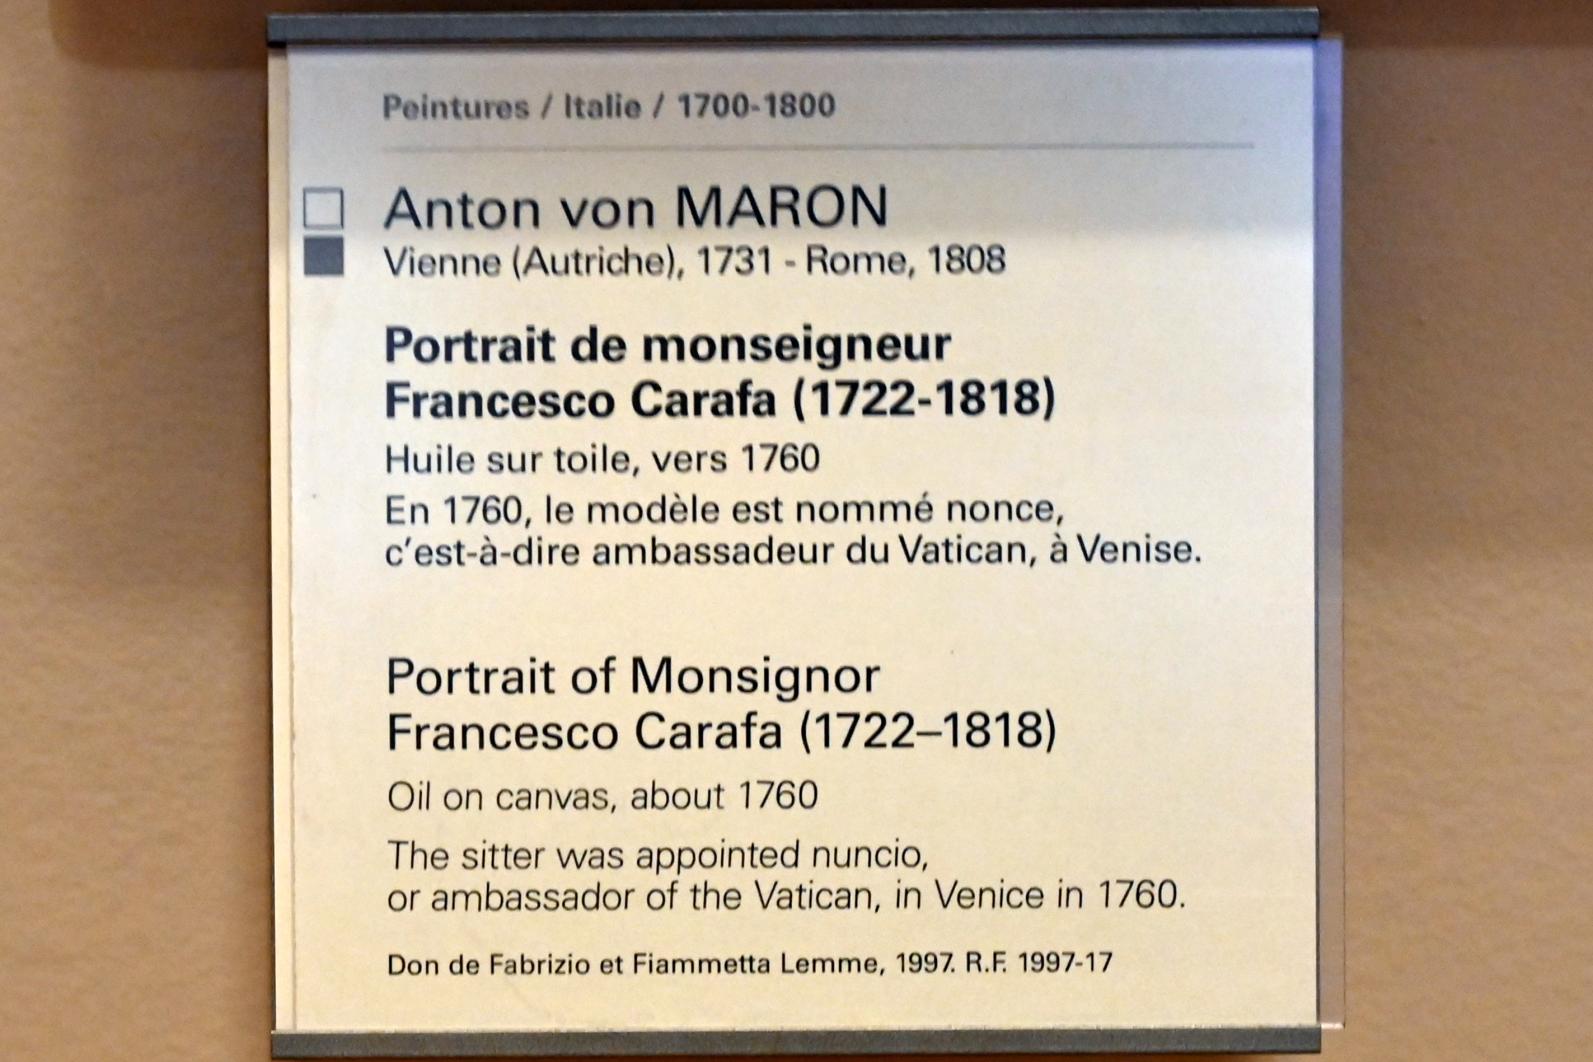 Peintures / Italie / 1700-1800
Anton von MARON
Vienne (Autriche), 1731 - Rome, 1808
Portrait de monseigneur
Francesco Carafa (1722-1818)
Huile sur toile, vers 1760
En 1760, le modèle est nommé nonce,
c'est-à-dire ambassadeur du Vatican, à Venise.
Portrait of Monsignor
Francesco Carafa (1722–1818)
Oil on canvas, about 1760
The sitter was appointed nuncio,
or ambassador of the Vatican, in Venice in 1760.
Don de Fabrizio et Fiammetta Lemme, 1997. R.F. 1997-17